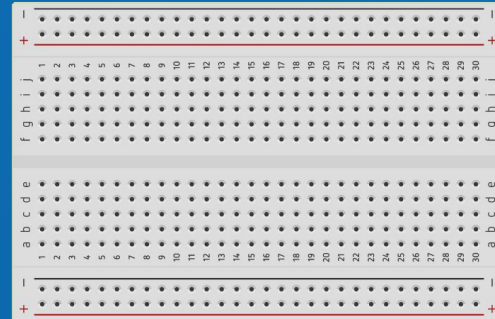 − −
+ +
1 2 3 4 5 6 7 8 9 10 11 12 13 14 15 16 17 18 19 20 21 22 23 24 25 26 27 28 29 30
j j
i i
h h
g g
f f
e e
d d
c c
b b
a a
1 2 3 4 5 6 7 8 9 10 11 12 13 14 15 16 17 18 19 20 21 22 23 24 25 26 27 28 29 30
− −
+ +